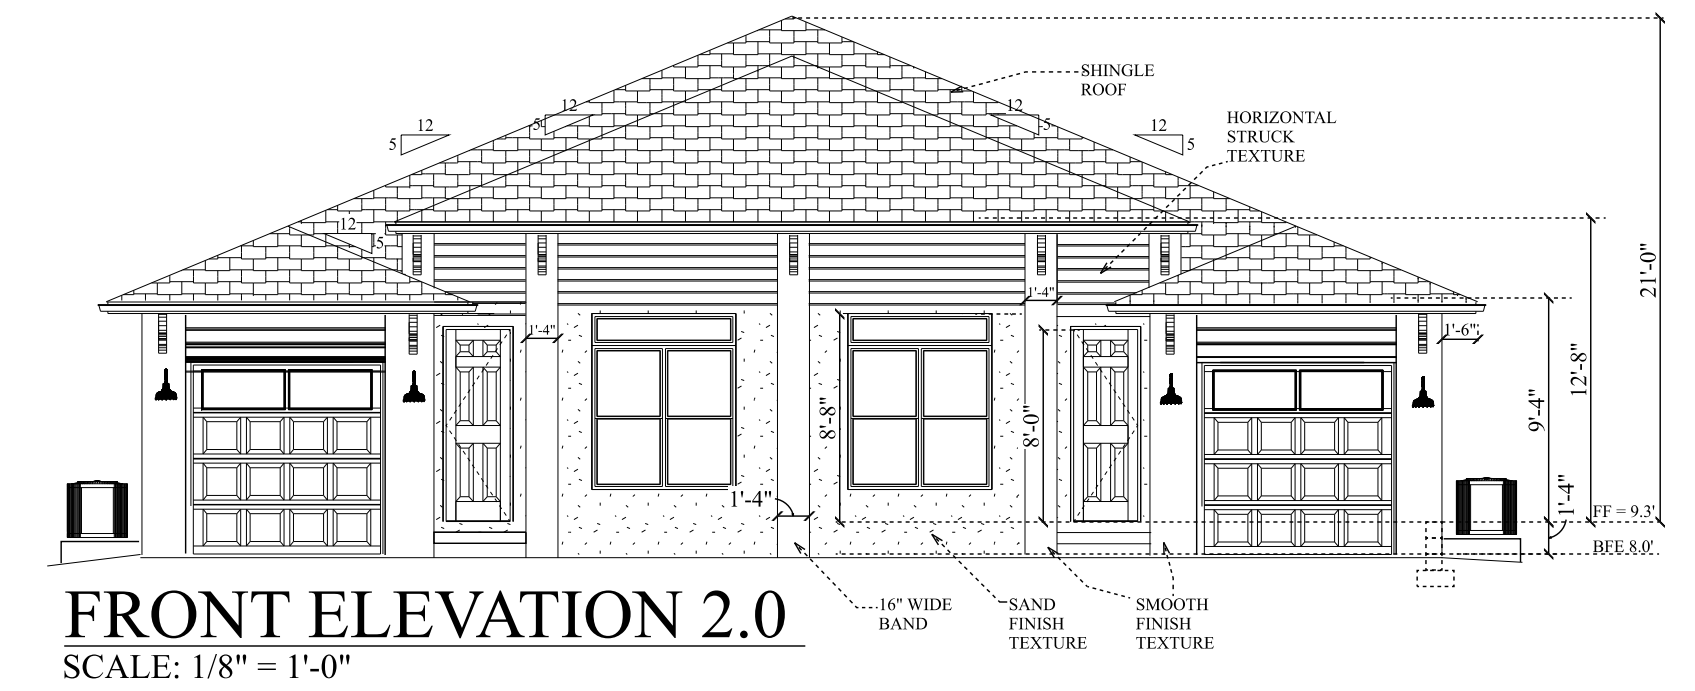 SHINGLE
ROOF
12
5
12
5
12
5
12
5
HORIZONTAL
STRUCK
TEXTURE
12
5
21'-0"
1'-4"
1'-4"
1'-6"
12'-8"
9'-4"
8'-8"
8'-0"
1'-4"
1'-4"
FF = 9.3'
BFE 8.0'
16" WIDE
BAND
SAND
FINISH
TEXTURE
SMOOTH
FINISH
TEXTURE
FRONT ELEVATION 2.0
SCALE: 1/8" = 1'-0"